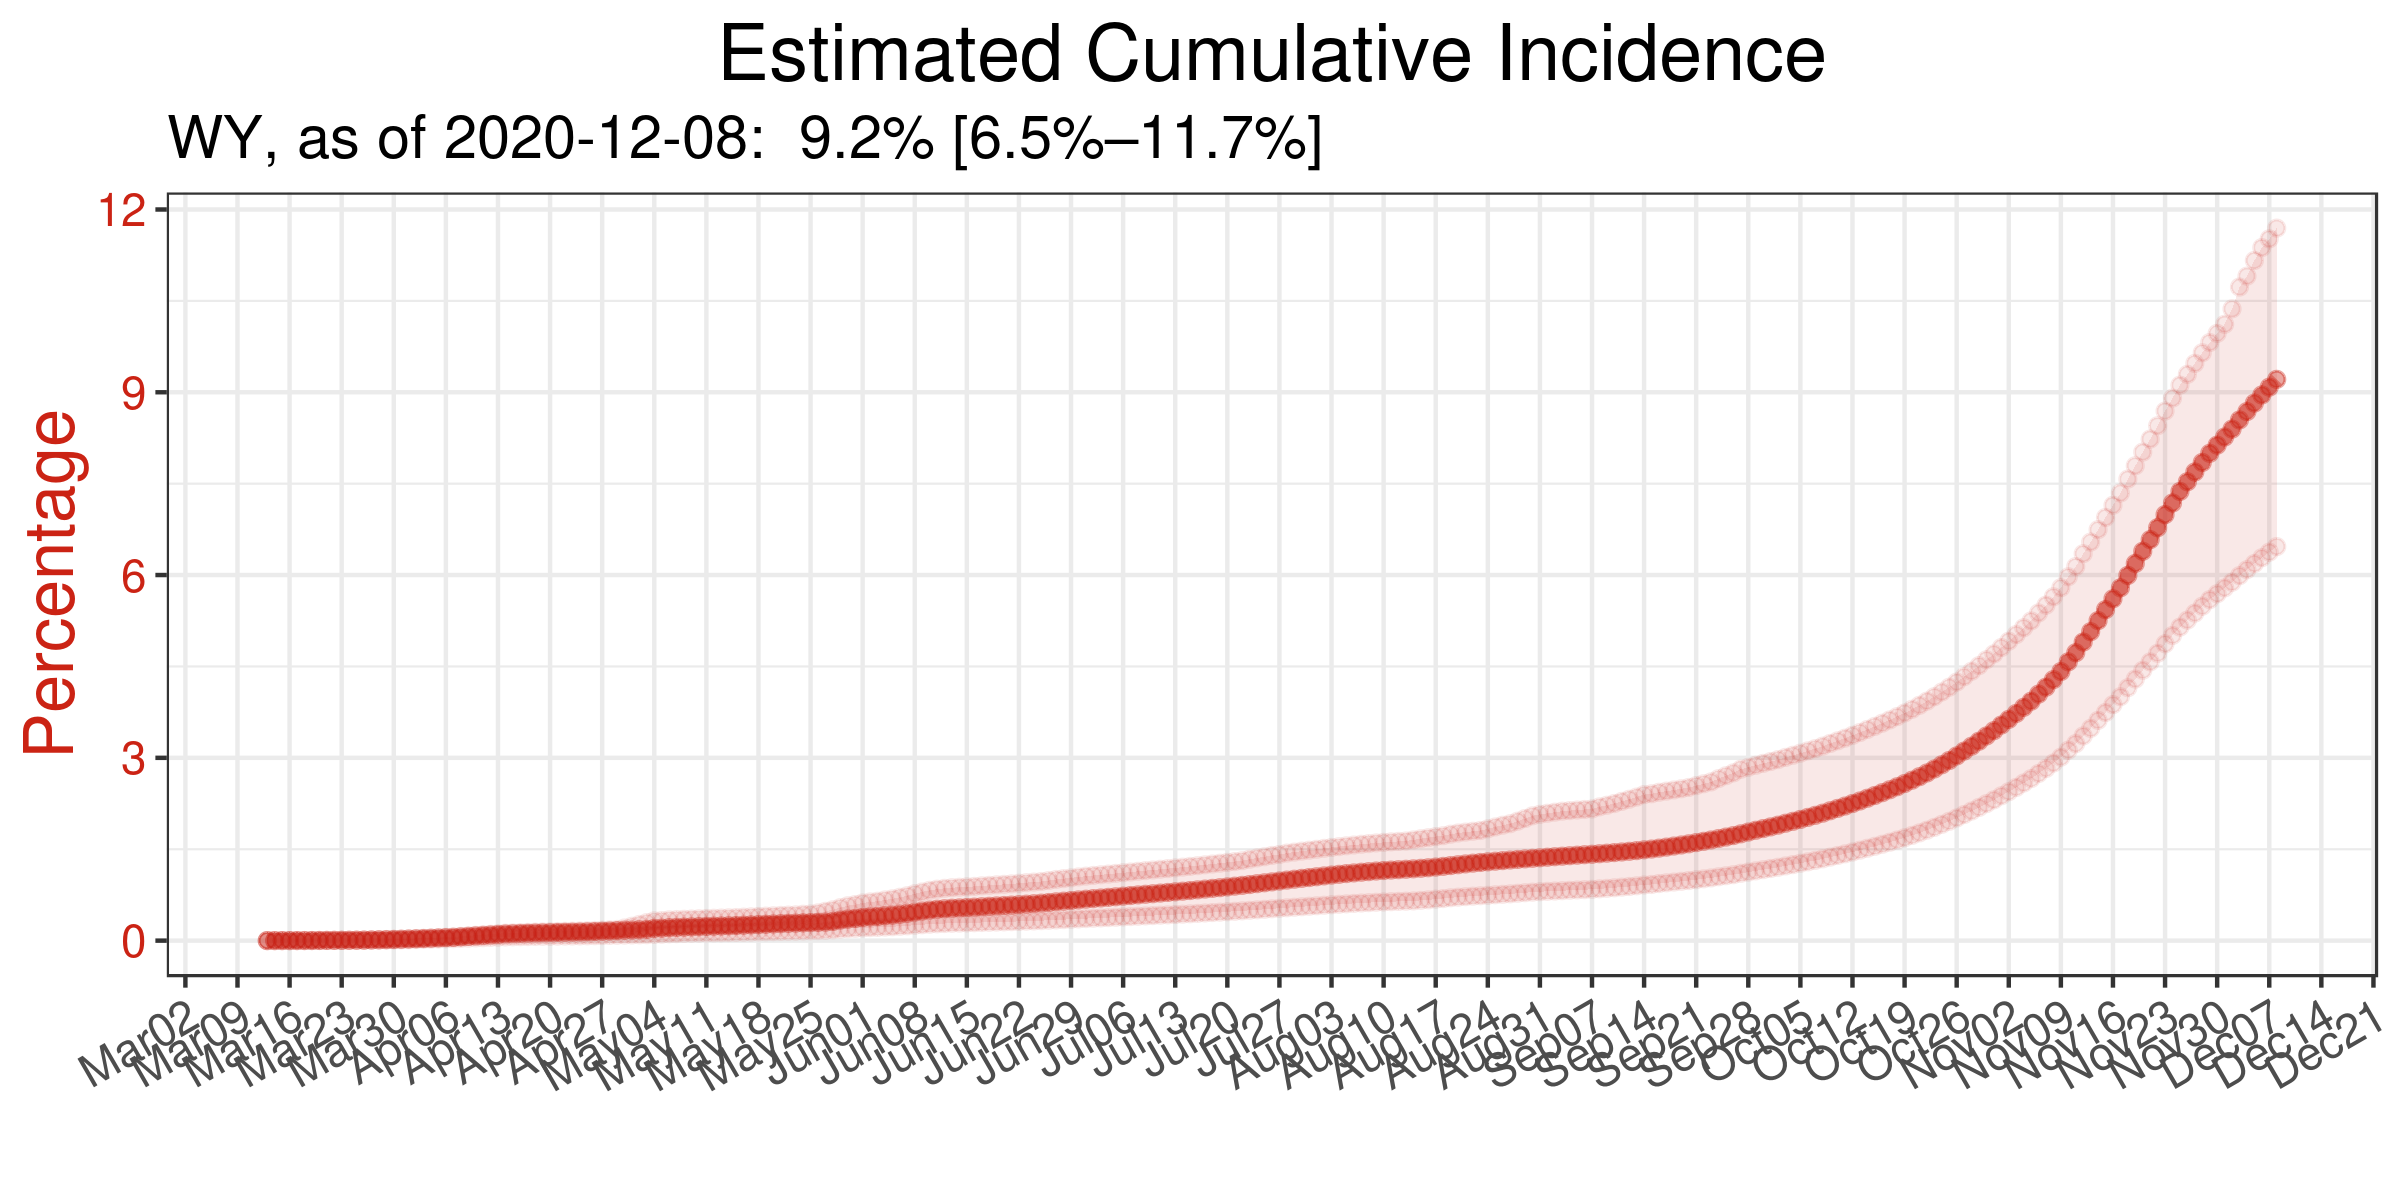 Estimated Cumulative Incidence
WY, as of 2020-12-08:  9.2% [6.5%–11.7%]
Percentage
12
9
6
3
0
Mar02
Mar09
Mar16
Mar23
Mar30
Apr06
Apr13
Apr20
Apr27
May04
May11
May18
May25
Jun01
Jun08
Jun15
Jun22
Jun29
Jul06
Jul13
Jul20
Jul27
Aug03
Aug10
Aug17
Aug24
Aug31
Sep07
Sep14
Sep21
Sep28
Oct05
Oct12
Oct19
Oct26
Nov02
Nov09
Nov16
Nov23
Nov30
Dec07
Dec14
Dec21